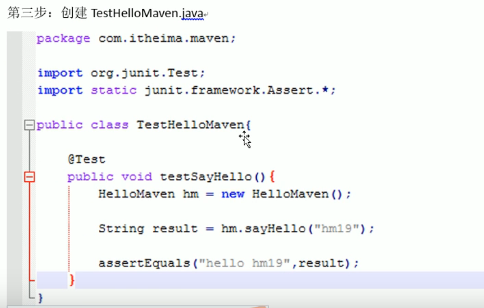 第三步：创建 TestHelloMaven.java
package com.itheima.maven;
import org.junit.Test;
import static junit.framework.Assert.*;
public class TestHelloMaven{
@Test
public void testSayHello(){
HelloMaven hm = new HelloMaven();
String result = hm.sayHello("hm19");
assertEquals("hello hm19",result);
}
}